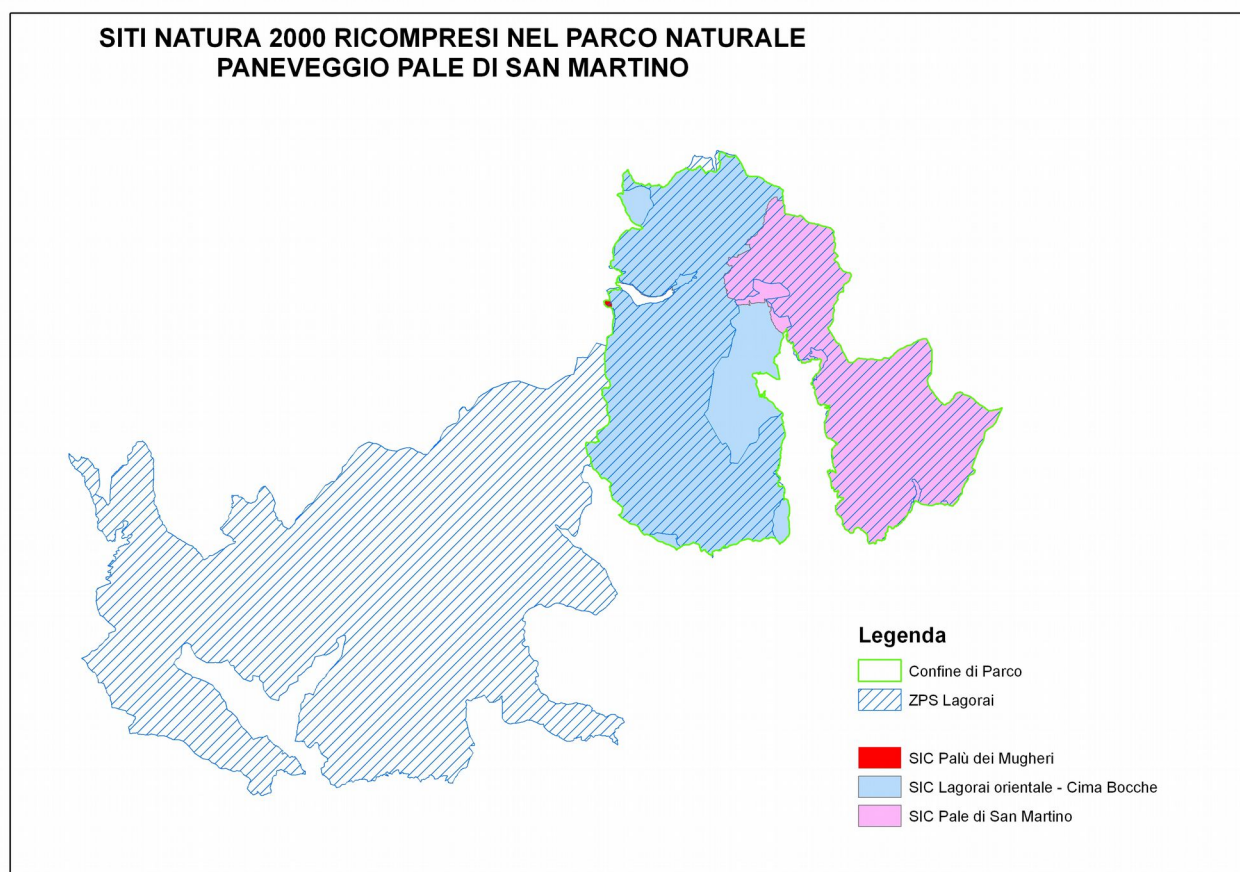 SITI NATURA 2000 RICOMPRESI NEL PARCO NATURALE
PANEVEGGIO PALE DI SAN MARTINO
Legenda
Confine di Parco
ZPS Lagorai
SIC Palù dei Mugheri
SIC Lagorai orientale - Cima Bocche
SIC Pale di San Martino